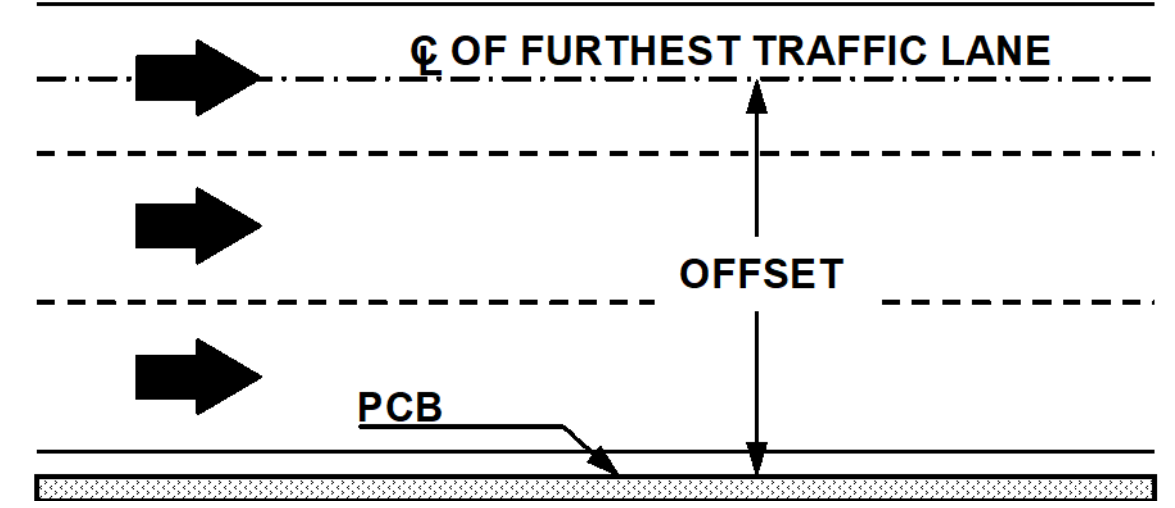 ℄ OF FURTHEST TRAFFIC LANE
OFFSET
PCB